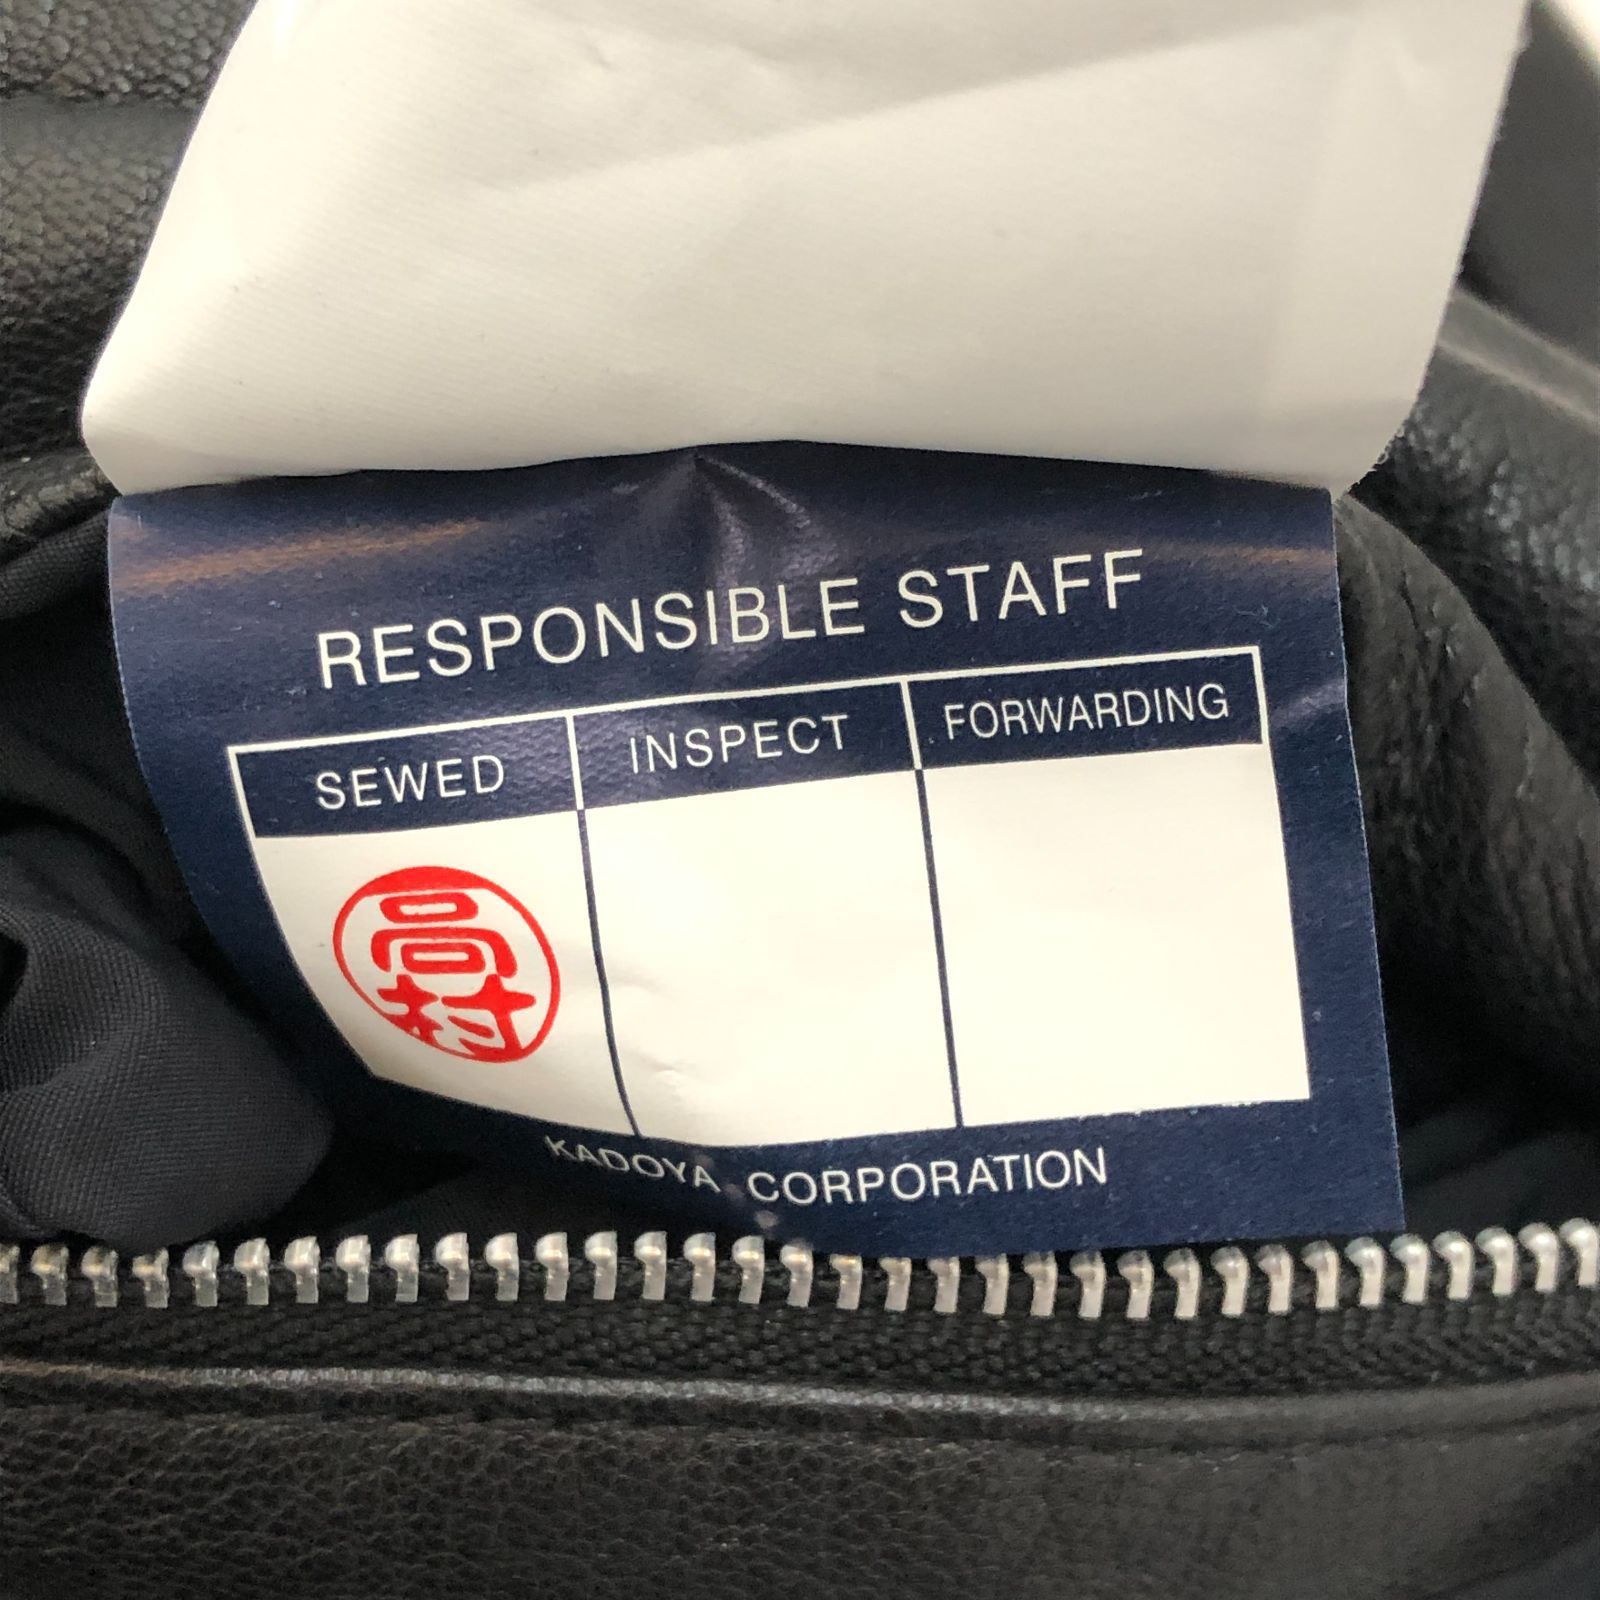 RESPONSIBLE STAFF
SEWED INSPECT FORWARDING
高村
KADOYA CORPORATION